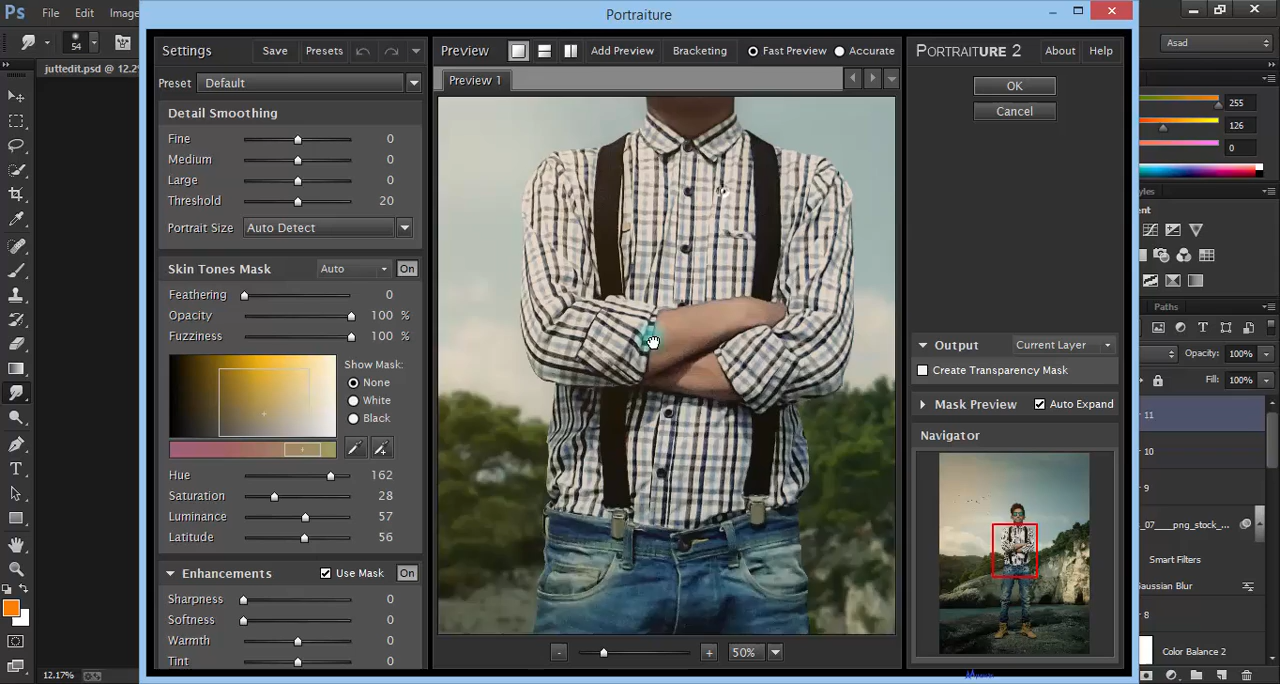 Ps File Edit Image
Portraiture
54
Asad
juttedit.psd @ 12.2%
Settings Save Presets
Preview Add Preview Bracketing Fast Preview Accurate
PORTRAITURE 2 About Help
Preset Default
Preview 1
OK
Cancel
255
126
0
Detail Smoothing
Fine 0
Medium 0
Large 0
Threshold 20
Portrait Size Auto Detect
Skin Tones Mask Auto On
Feathering 0
Opacity 100 %
Fuzziness 100 %
Show Mask:
None
White
Black
Hue 162
Saturation 28
Luminance 57
Latitude 56
Enhancements Use Mask On
Sharpness 0
Softness 0
Warmth 0
Tint 0
- + 50%
Output Current Layer
Create Transparency Mask
Mask Preview Auto Expand
Navigator
Paths
Opacity: 100%
Fill: 100%
11
10
9
_07___png_stock_...
Smart Filters
Gaussian Blur
8
Color Balance 2
12.17%